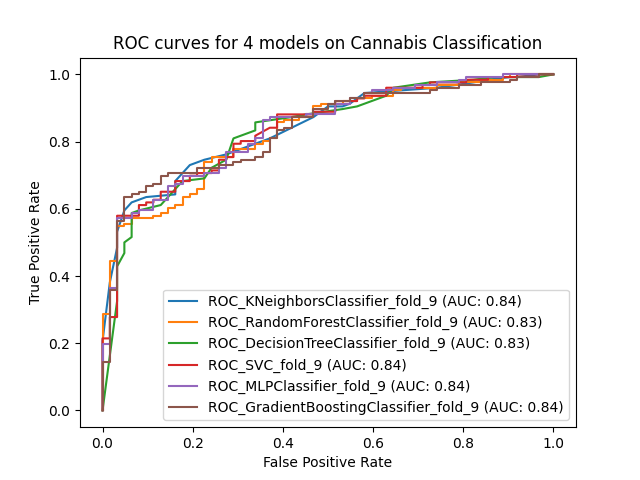 ROC curves for 4 models on Cannabis Classification
True Positive Rate
1.0
0.8
0.6
0.4
0.2
0.0
ROC_KNeighborsClassifier_fold_9 (AUC: 0.84)
ROC_RandomForestClassifier_fold_9 (AUC: 0.83)
ROC_DecisionTreeClassifier_fold_9 (AUC: 0.83)
ROC_SVC_fold_9 (AUC: 0.84)
ROC_MLPClassifier_fold_9 (AUC: 0.84)
ROC_GradientBoostingClassifier_fold_9 (AUC: 0.84)
0.0 0.2 0.4 0.6 0.8 1.0
False Positive Rate